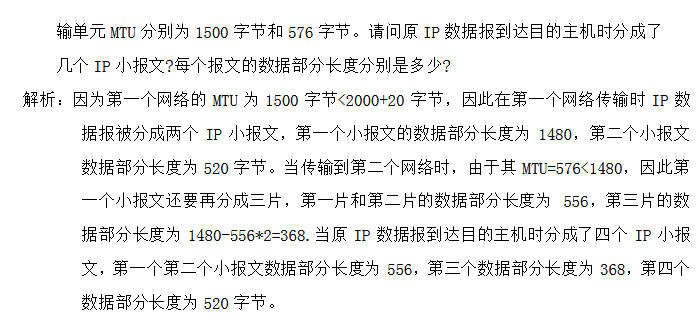 输单元 MTU 分别为 1500 字节和 576 字节。请问原 IP 数据报到达目的主机时分成了
几个 IP 小报文?每个报文的数据部分长度分别是多少?
解析：因为第一个网络的 MTU 为 1500 字节<2000+20 字节，因此在第一个网络传输时 IP 数
据报被分成两个 IP 小报文，第一个小报文的数据部分长度为 1480，第二个小报文
数据部分长度为 520 字节。当传输到第二个网络时，由于其 MTU=576<1480，因此第
一个小报文还要再分成三片，第一片和第二片的数据部分长度为 556，第三片的数
据部分长度为 1480-556*2=368.当原 IP 数据报到达目的主机时分成了四个 IP 小报
文，第一个第二个小报文数据部分长度为 556，第三个数据部分长度为 368，第四个
数据部分长度为 520 字节。